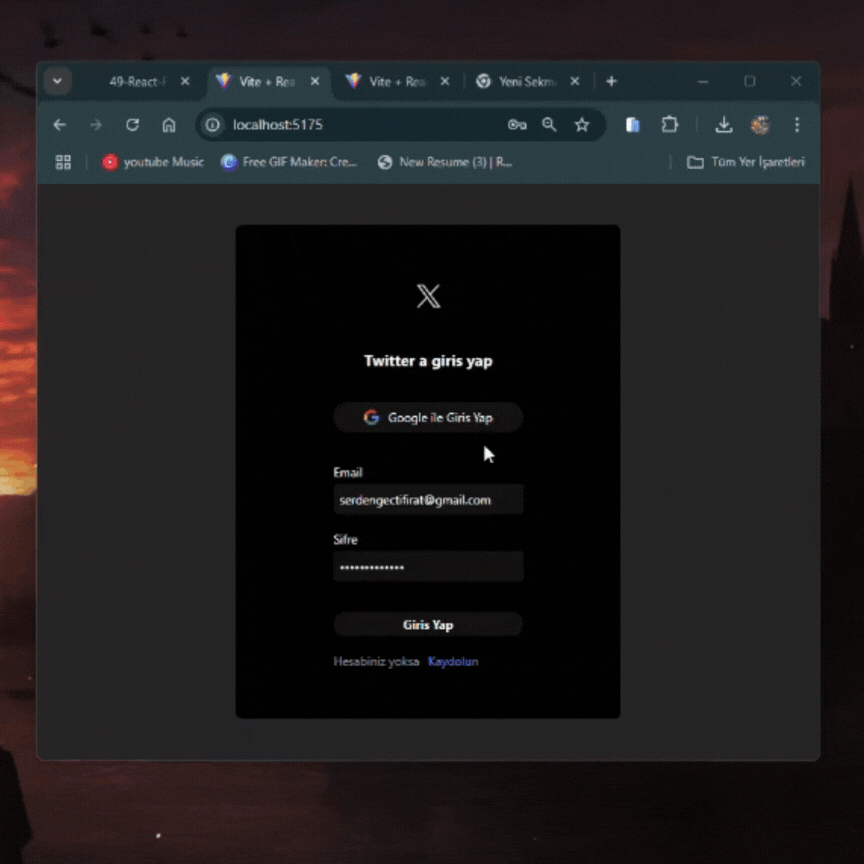 49-React-F
Vite + Rea
Vite + Rea
Yeni Sekm
localhost:5175
youtube Music
Free GIF Maker: Cre...
New Resume (3) | R...
Tüm Yer İşaretleri
Twitter a giris yap
Google ile Giris Yap
Email
serdengectifirat@gmail.com
Sifre
•••••••••••••
Giris Yap
Hesabiniz yoksa Kaydolun